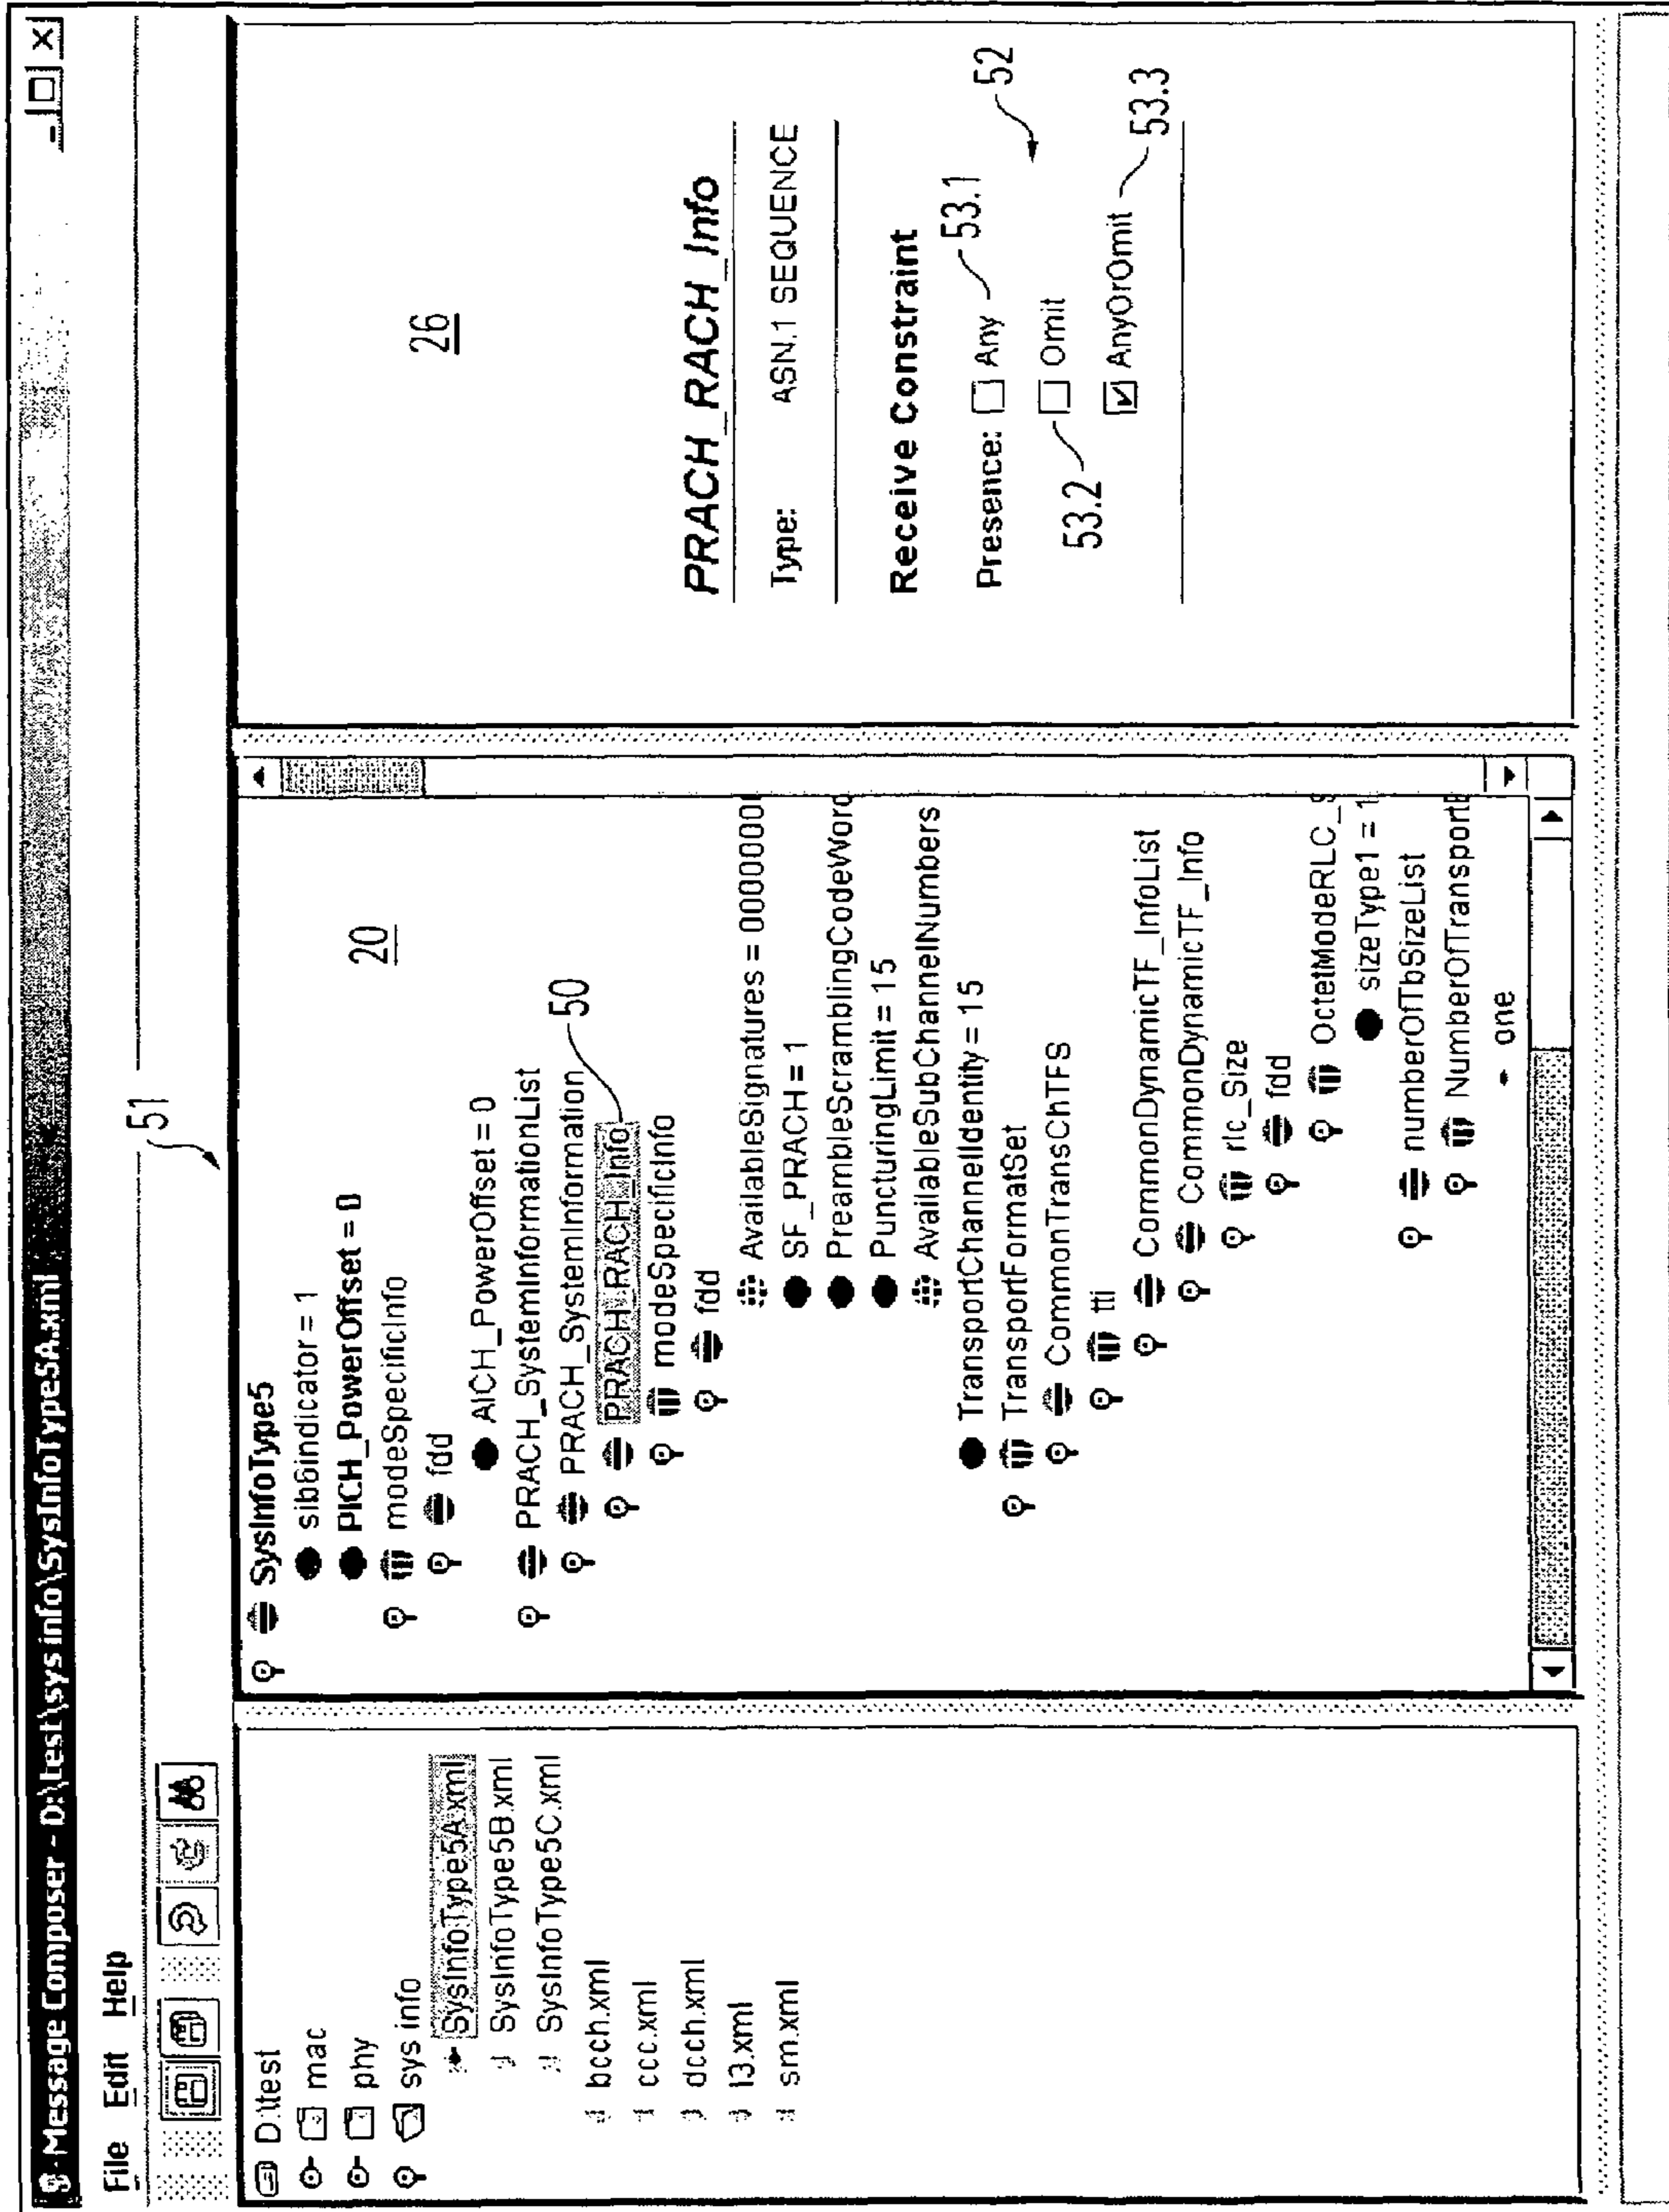 Message Composer - D:\test\sys info\SysInfoType5A.xml
File Edit Help
51
D:\test
mac
phy
sys info
SysInfoType5A.xml
SysInfoType5B.xml
SysInfoType5C.xml
bcch.xml
ccc.xml
dcch.xml
l3.xml
sm.xml
20
SysInfoType5
sib6indicator = 1
PICH_PowerOffset = 0
modeSpecificInfo
fdd
AICH_PowerOffset = 0
PRACH_SystemInformationList
PRACH_SystemInformation
PRACH_RACH_Info
50
modeSpecificInfo
fdd
AvailableSignatures = 0000000
SF_PRACH = 1
PreambleScramblingCodeWord
PuncturingLimit = 15
AvailableSubChannelNumbers
TransportChannelIdentity = 15
TransportFormatSet
CommonTransChTFS
tti
CommonDynamicTF_InfoList
CommonDynamicTF_Info
rlc_Size
fdd
OctetModeRLC_S
sizeType1 = 1
numberOfTbSizeList
NumberOfTransportB
one
26
PRACH_RACH_Info
Type: ASN.1 SEQUENCE
Receive Constraint
Presence: Any 53.1
52
53.2 Omit
AnyOrOmit 53.3